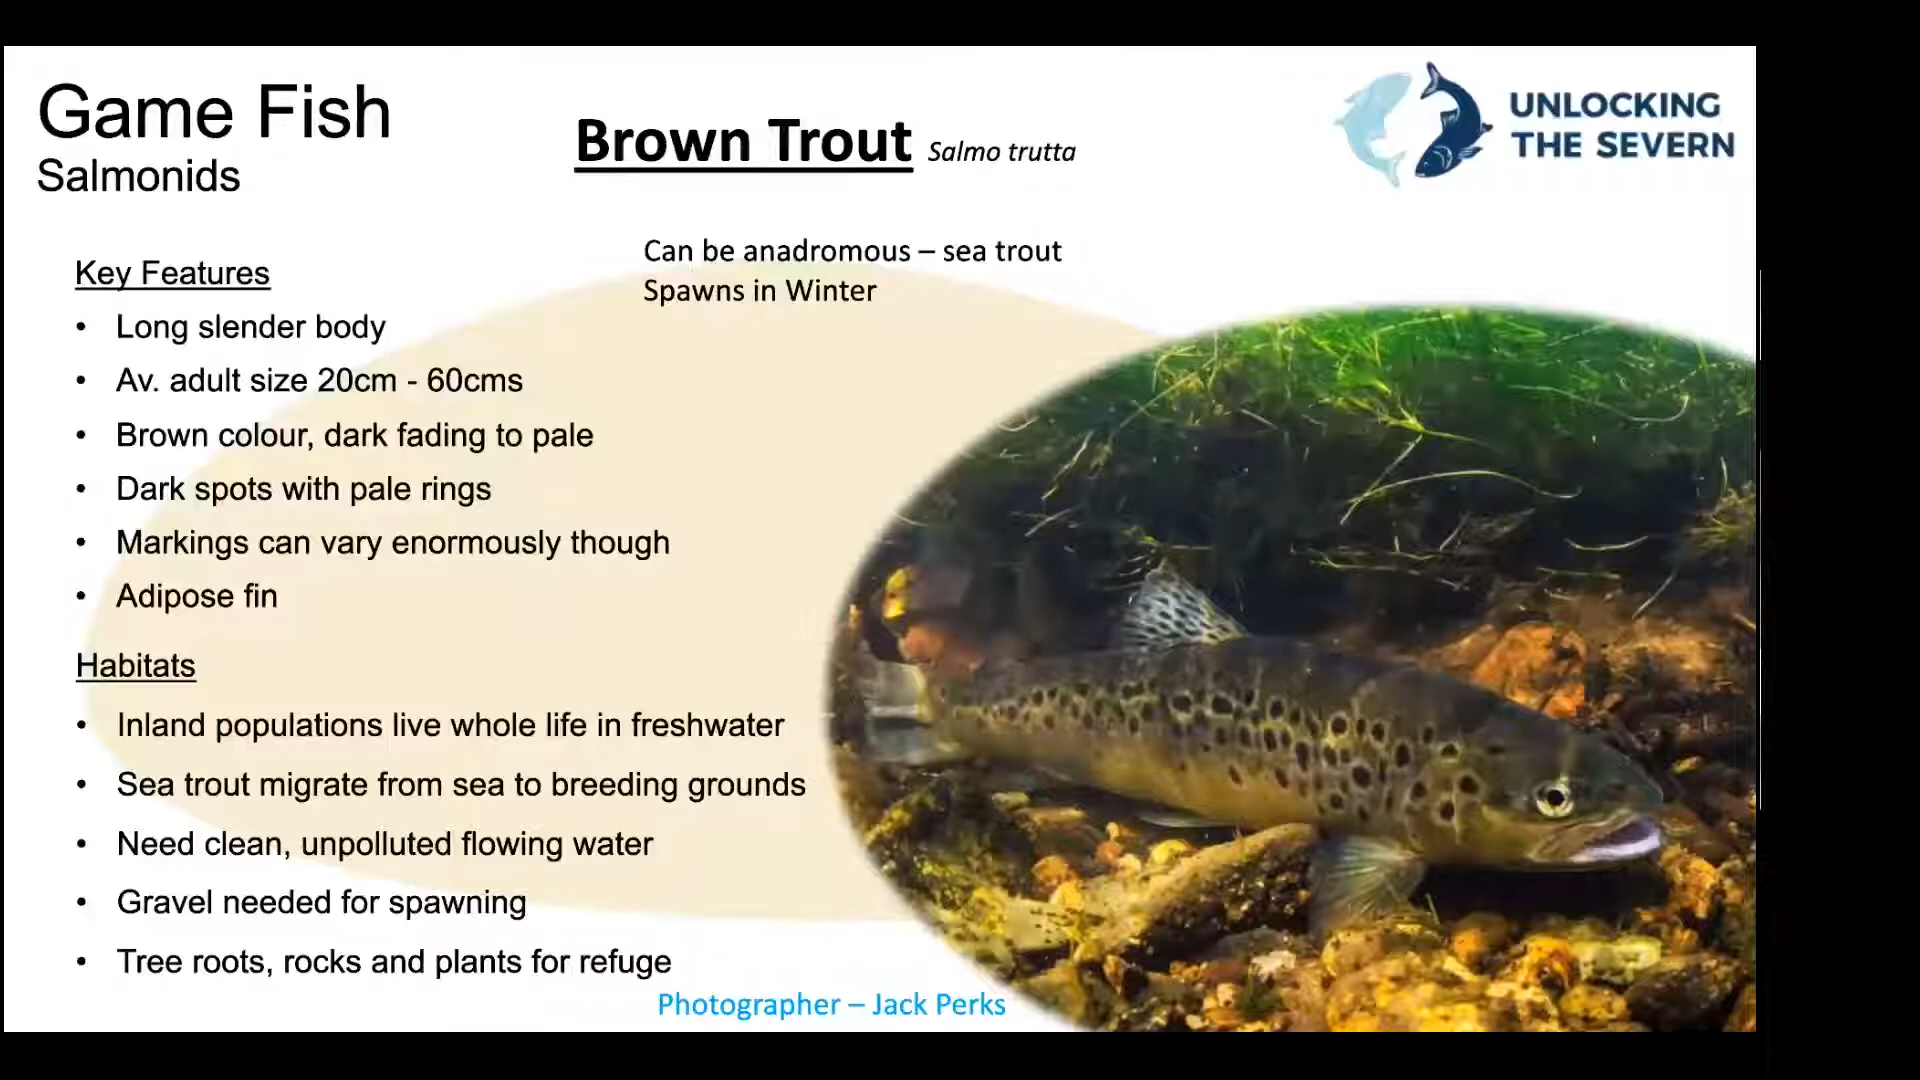 Game Fish
Salmonids
Brown Trout Salmo trutta
UNLOCKING
THE SEVERN
Can be anadromous – sea trout
Spawns in Winter
Key Features
• Long slender body
• Av. adult size 20cm - 60cms
• Brown colour, dark fading to pale
• Dark spots with pale rings
• Markings can vary enormously though
• Adipose fin
Habitats
• Inland populations live whole life in freshwater
• Sea trout migrate from sea to breeding grounds
• Need clean, unpolluted flowing water
• Gravel needed for spawning
• Tree roots, rocks and plants for refuge
Photographer – Jack Perks